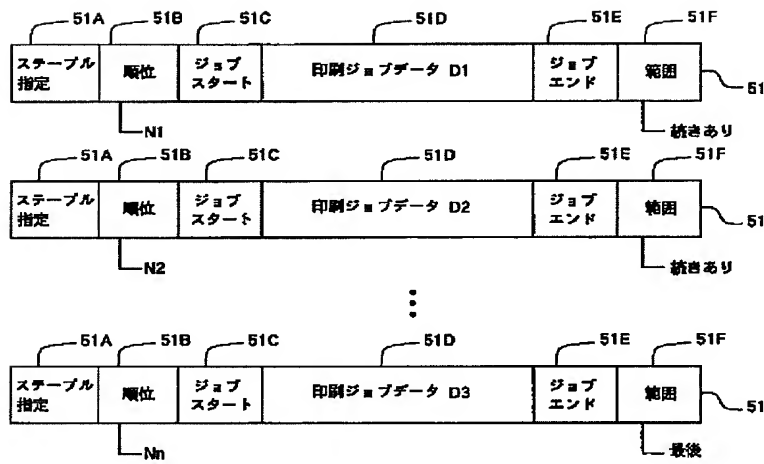 51A 51B 51C 51D 51E 51F
ステープル指定 順位 ジョブスタート 印刷ジョブデータ D1 ジョブエンド 範囲 51
N1 続きあり
51A 51B 51C 51D 51E 51F
ステープル指定 順位 ジョブスタート 印刷ジョブデータ D2 ジョブエンド 範囲 51
N2 続きあり
51A 51B 51C 51D 51E 51F
ステープル指定 順位 ジョブスタート 印刷ジョブデータ D3 ジョブエンド 範囲 51
Nn 最後